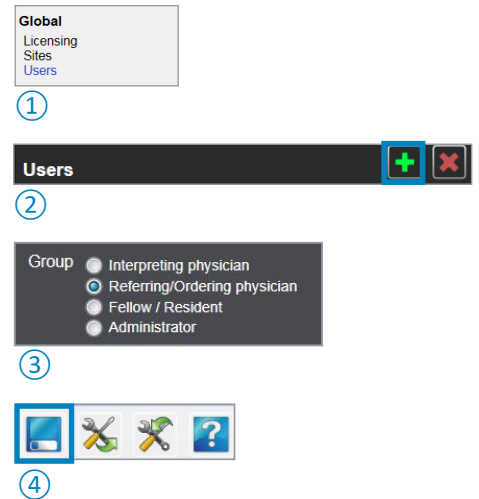 Global
Licensing
Sites
Users
1
Users
2
Group
Interpreting physician
Referring/Ordering physician
Fellow / Resident
Administrator
3
?
4